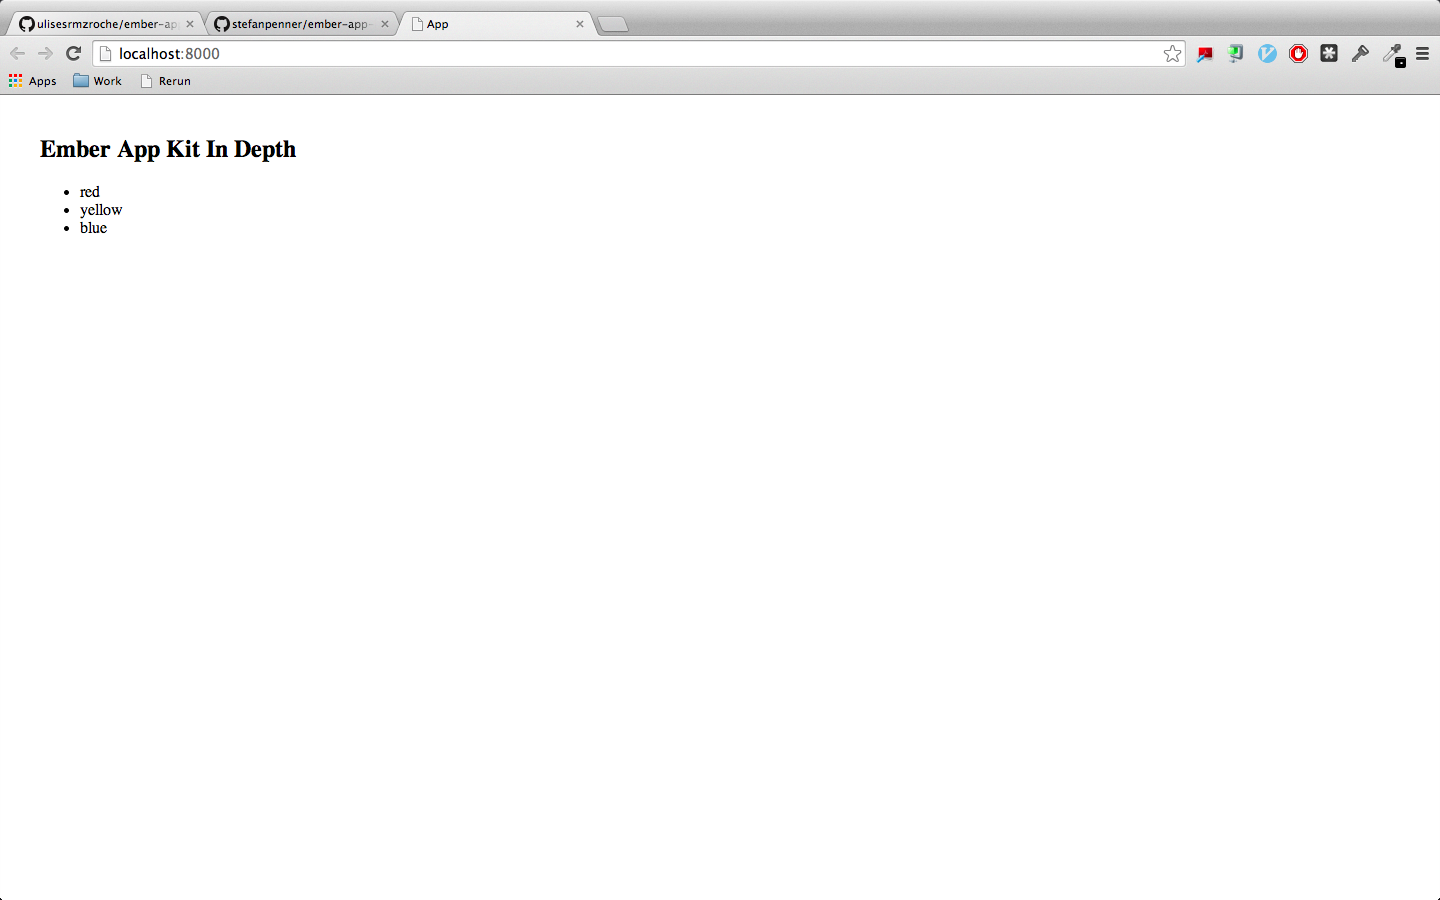 ulisesrmzroche/ember-ap
stefanpenner/ember-app-
App
localhost:8000
Apps
Work
Rerun
Ember App Kit In Depth
red
yellow
blue